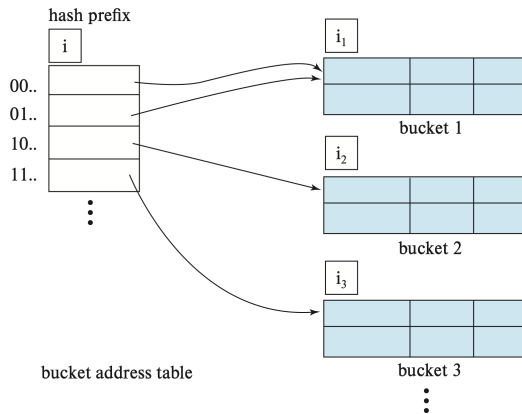 hash prefix
i
00..
01..
10..
11..
bucket address table
i1
bucket 1
i2
bucket 2
i3
bucket 3